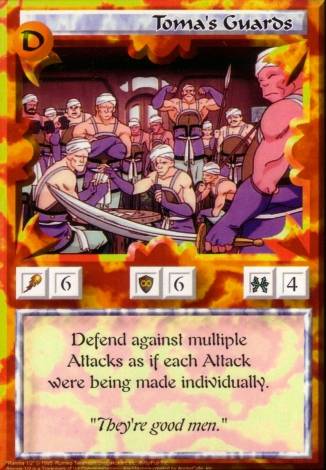 Toma's Guards
D
6 6 4
Defend against multiple
Attacks as if each Attack
were being made individually.
"They're good men."